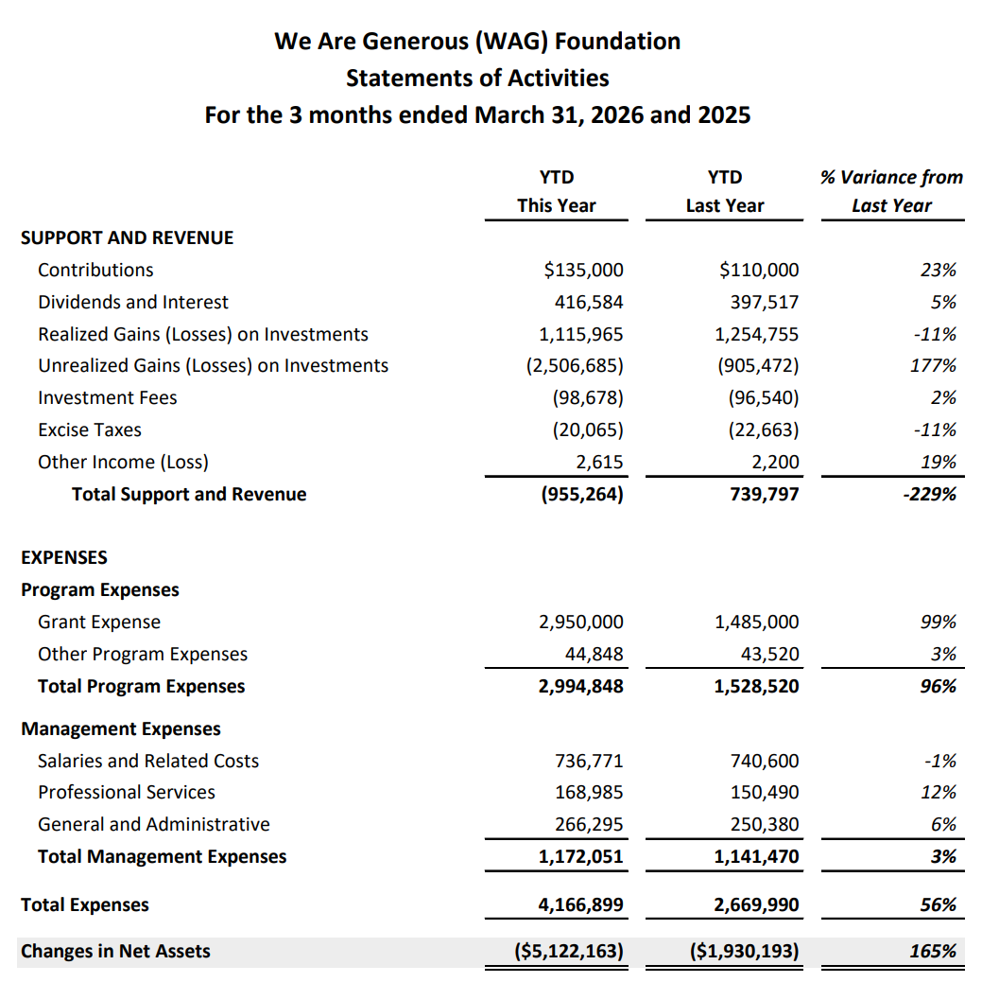 We Are Generous (WAG) Foundation
Statements of Activities
For the 3 months ended March 31, 2026 and 2025
YTD YTD % Variance from
This Year Last Year Last Year
SUPPORT AND REVENUE
Contributions $135,000 $110,000 23%
Dividends and Interest 416,584 397,517 5%
Realized Gains (Losses) on Investments 1,115,965 1,254,755 -11%
Unrealized Gains (Losses) on Investments (2,506,685) (905,472) 177%
Investment Fees (98,678) (96,540) 2%
Excise Taxes (20,065) (22,663) -11%
Other Income (Loss) 2,615 2,200 19%
Total Support and Revenue (955,264) 739,797 -229%
EXPENSES
Program Expenses
Grant Expense 2,950,000 1,485,000 99%
Other Program Expenses 44,848 43,520 3%
Total Program Expenses 2,994,848 1,528,520 96%
Management Expenses
Salaries and Related Costs 736,771 740,600 -1%
Professional Services 168,985 150,490 12%
General and Administrative 266,295 250,380 6%
Total Management Expenses 1,172,051 1,141,470 3%
Total Expenses 4,166,899 2,669,990 56%
Changes in Net Assets ($5,122,163) ($1,930,193) 165%